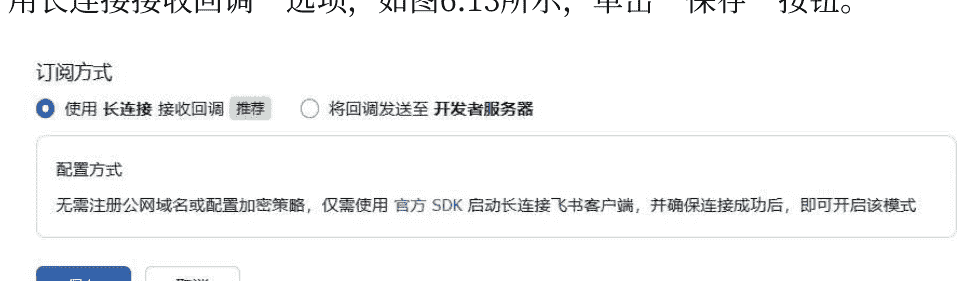 用长连接接收回调”选项，如图6.13所示，单击“保存”按钮。
订阅方式
使用 长连接 接收回调 推荐 将回调发送至 开发者服务器
配置方式
无需注册公网域名或配置加密策略，仅需使用 官方 SDK 启动长连接飞书客户端，并确保连接成功后，即可开启该模式